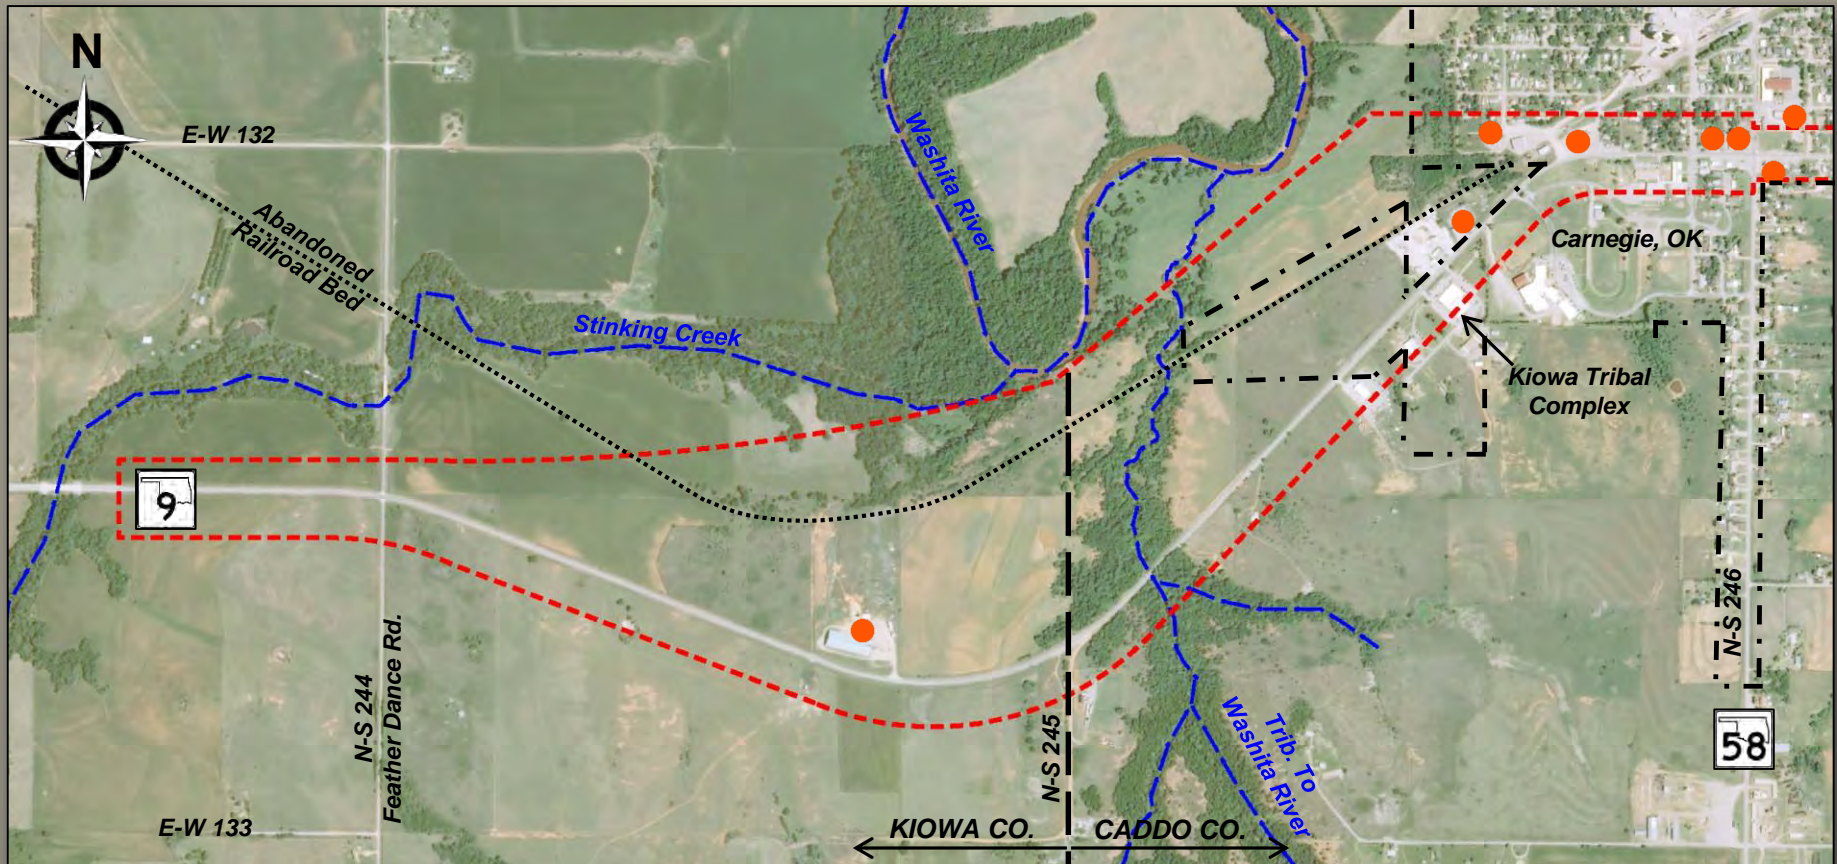 N
E-W 132
Washita River
Abandoned
Railroad Bed
Carnegie, OK
Stinking Creek
Kiowa Tribal
Complex
9
N-S 246
N-S 244
Feather Dance Rd.
N-S 245
Trib. To
Washita River
58
E-W 133
KIOWA CO.
CADDO CO.